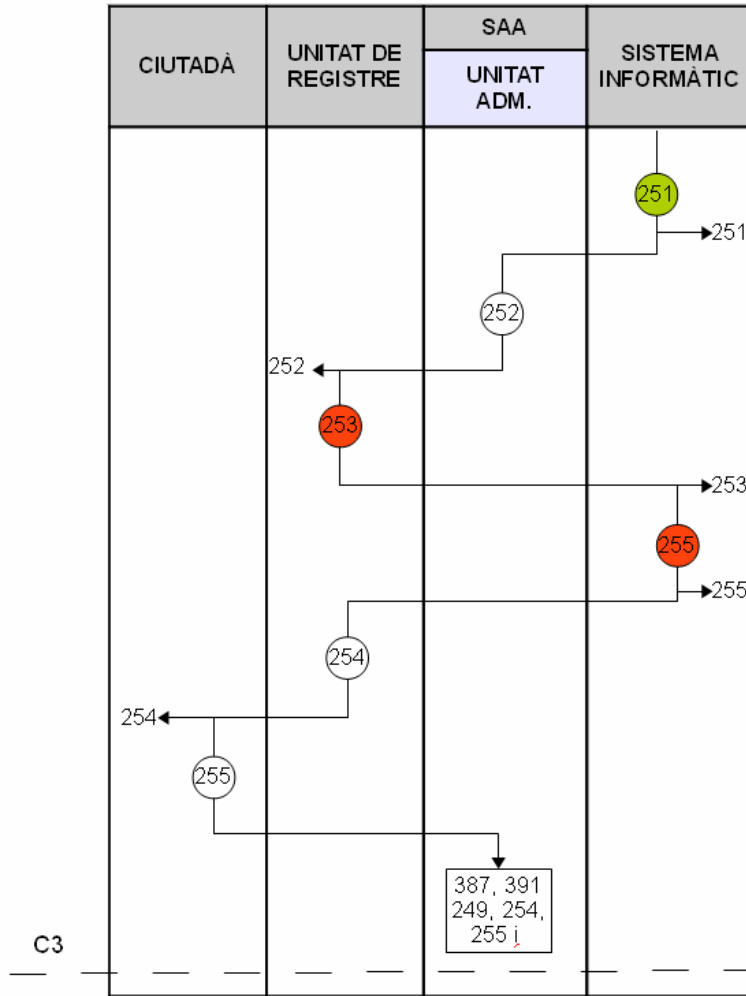 SAA
CIUTADÀ
UNITAT DE
REGISTRE
UNITAT
ADM.
SISTEMA
INFORMÀTIC
251
251
252
252
253
253
255
255
254
254
255
387, 391
249, 254,
255 i
C3